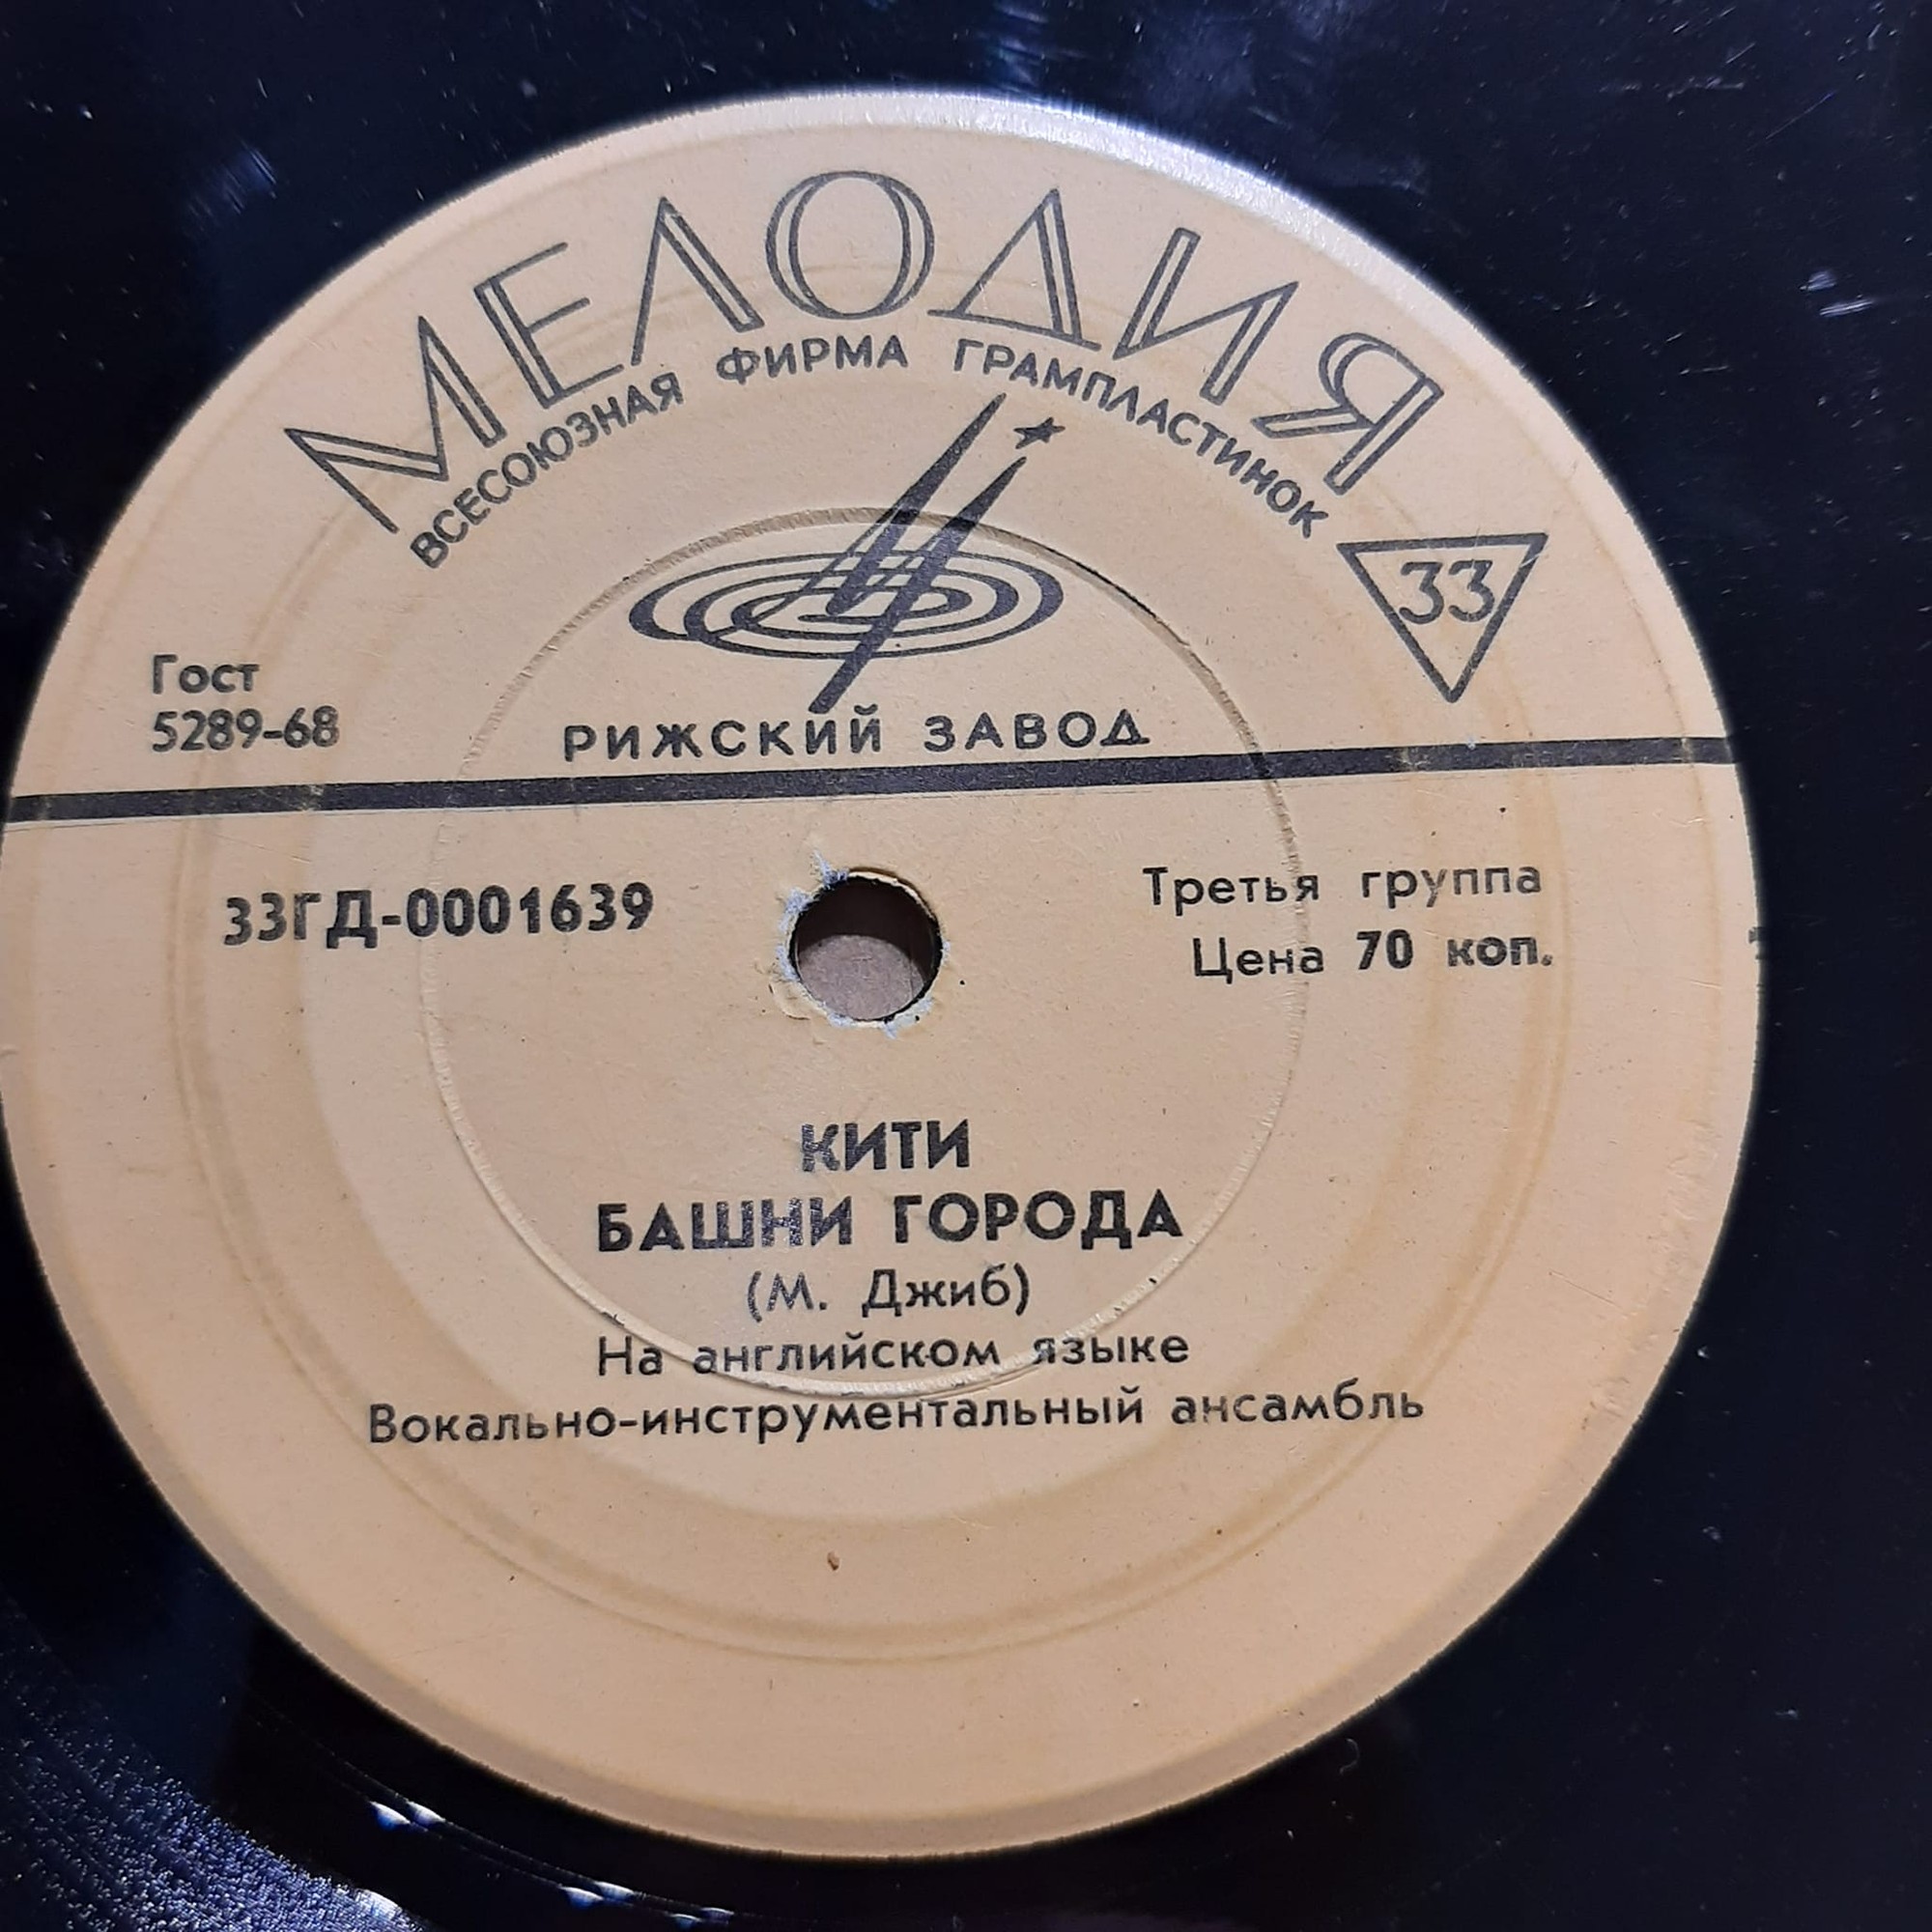 МЕЛОДИЯ
ВСЕСОЮЗНАЯ ФИРМА ГРАМПЛАСТИНОК
33
Гост
5289-68
РИЖСКИЙ ЗАВОД
33ГД-0001639
Третья группа
Цена 70 коп.
КИТИ
БАШНИ ГОРОДА
(М. Джиб)
На английском языке
Вокально-инструментальный ансамбль